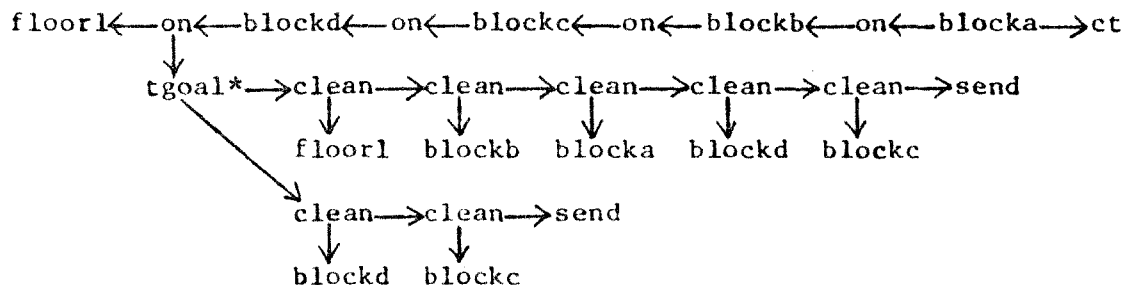 floorl on blockd on blockc on blockb on blocka ct
tgoal* clean clean clean clean clean send
floorl blockb blocka blockd blockc
clean clean send
blockd blockc